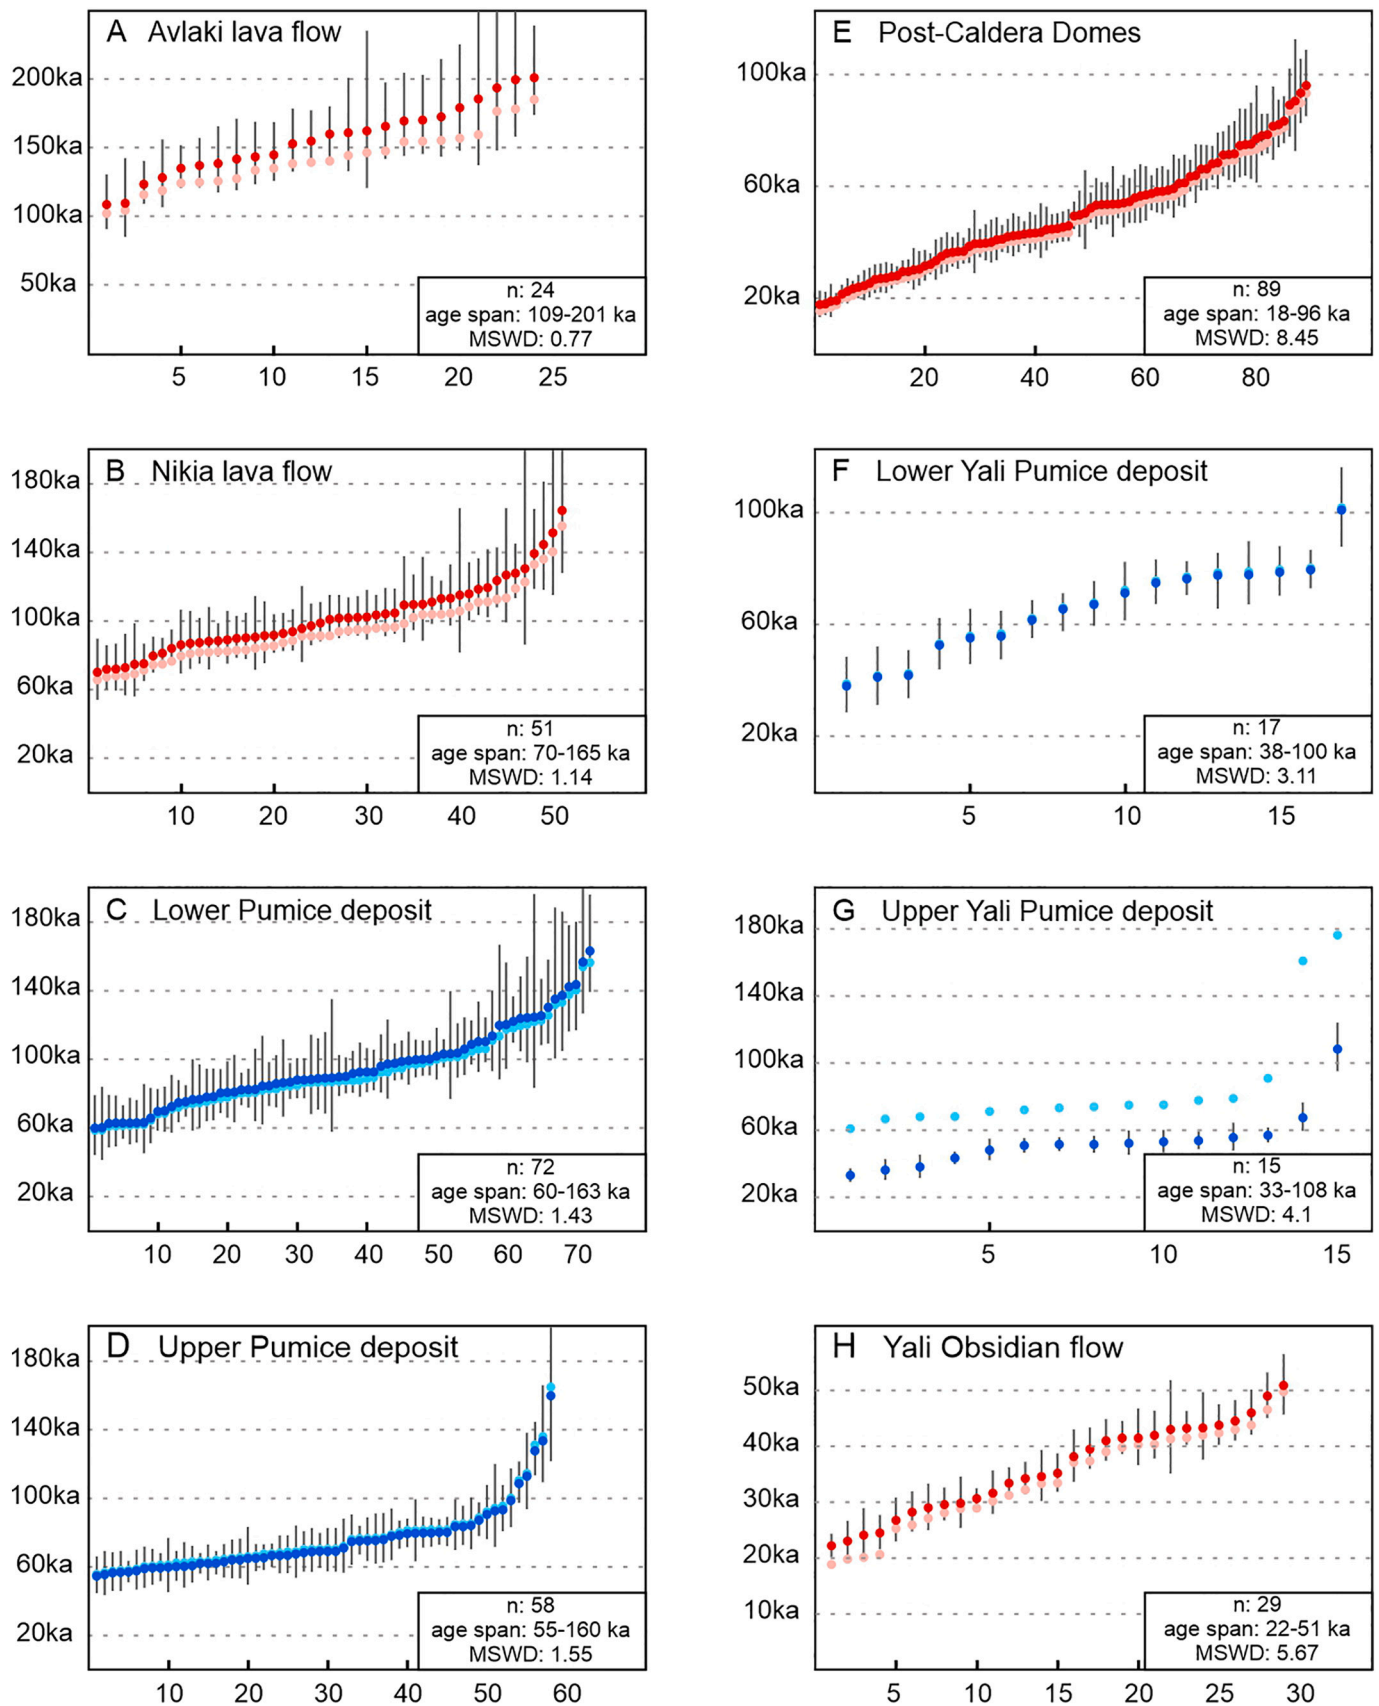 A Avlaki lava flow
200ka
150ka
100ka
50ka
n: 24
age span: 109-201 ka
MSWD: 0.77
5 10 15 20 25
B Nikia lava flow
180ka
140ka
100ka
60ka
20ka
n: 51
age span: 70-165 ka
MSWD: 1.14
10 20 30 40 50
C Lower Pumice deposit
180ka
140ka
100ka
60ka
20ka
n: 72
age span: 60-163 ka
MSWD: 1.43
10 20 30 40 50 60 70
D Upper Pumice deposit
180ka
140ka
100ka
60ka
20ka
n: 58
age span: 55-160 ka
MSWD: 1.55
10 20 30 40 50 60
E Post-Caldera Domes
100ka
60ka
20ka
n: 89
age span: 18-96 ka
MSWD: 8.45
20 40 60 80
F Lower Yali Pumice deposit
100ka
60ka
20ka
n: 17
age span: 38-100 ka
MSWD: 3.11
5 10 15
G Upper Yali Pumice deposit
180ka
140ka
100ka
60ka
20ka
n: 15
age span: 33-108 ka
MSWD: 4.1
5 10 15
H Yali Obsidian flow
50ka
40ka
30ka
20ka
10ka
n: 29
age span: 22-51 ka
MSWD: 5.67
5 10 15 20 25 30